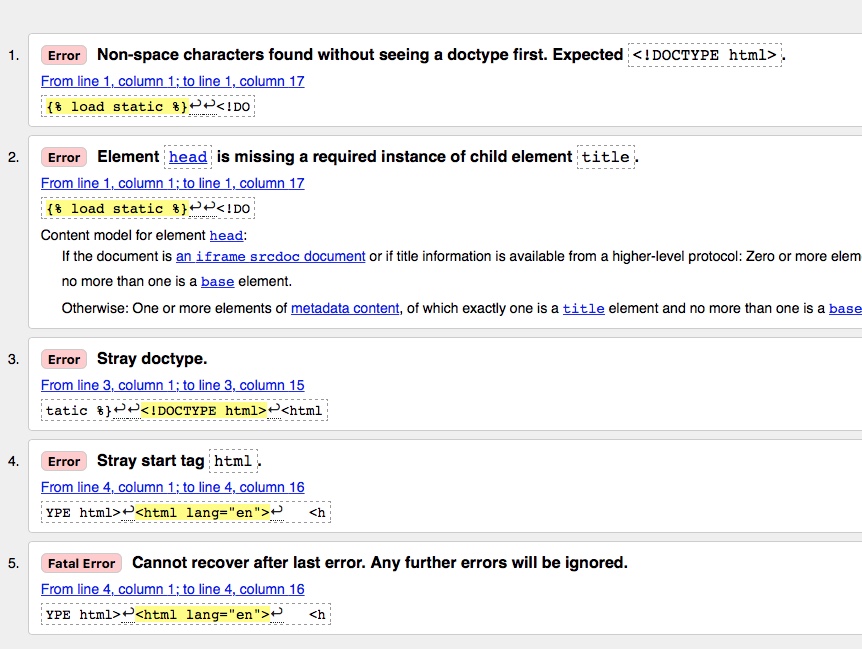 1. Error Non-space characters found without seeing a doctype first. Expected <!DOCTYPE html>.
From line 1, column 1; to line 1, column 17
{% load static %}↩↩<!DO
2. Error Element head is missing a required instance of child element title.
From line 1, column 1; to line 1, column 17
{% load static %}↩↩<!DO
Content model for element head:
If the document is an iframe srcdoc document or if title information is available from a higher-level protocol: Zero or more elem
no more than one is a base element.
Otherwise: One or more elements of metadata content, of which exactly one is a title element and no more than one is a base
3. Error Stray doctype.
From line 3, column 1; to line 3, column 15
tatic %}↩↩<!DOCTYPE html>↩<html
4. Error Stray start tag html.
From line 4, column 1; to line 4, column 16
YPE html>↩<html lang="en">↩   <h
5. Fatal Error Cannot recover after last error. Any further errors will be ignored.
From line 4, column 1; to line 4, column 16
YPE html>↩<html lang="en">↩   <h